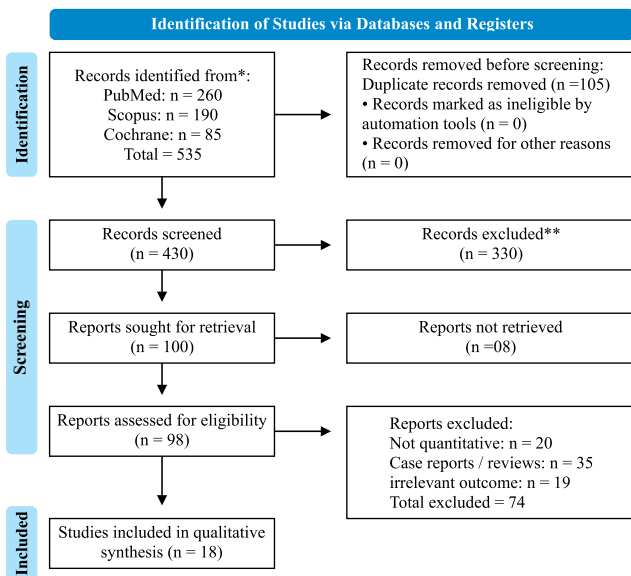 Identification of Studies via Databases and Registers
Identification
Records identified from*:
PubMed: n = 260
Scopus: n = 190
Cochrane: n = 85
Total = 535
Records removed before screening:
Duplicate records removed (n =105)
• Records marked as ineligible by
automation tools (n = 0)
• Records removed for other reasons
(n = 0)
Screening
Records screened
(n = 430)
Records excluded**
(n = 330)
Reports sought for retrieval
(n = 100)
Reports not retrieved
(n =08)
Reports assessed for eligibility
(n = 98)
Reports excluded:
Not quantitative: n = 20
Case reports / reviews: n = 35
irrelevant outcome: n = 19
Total excluded = 74
Included
Studies included in qualitative
synthesis (n = 18)